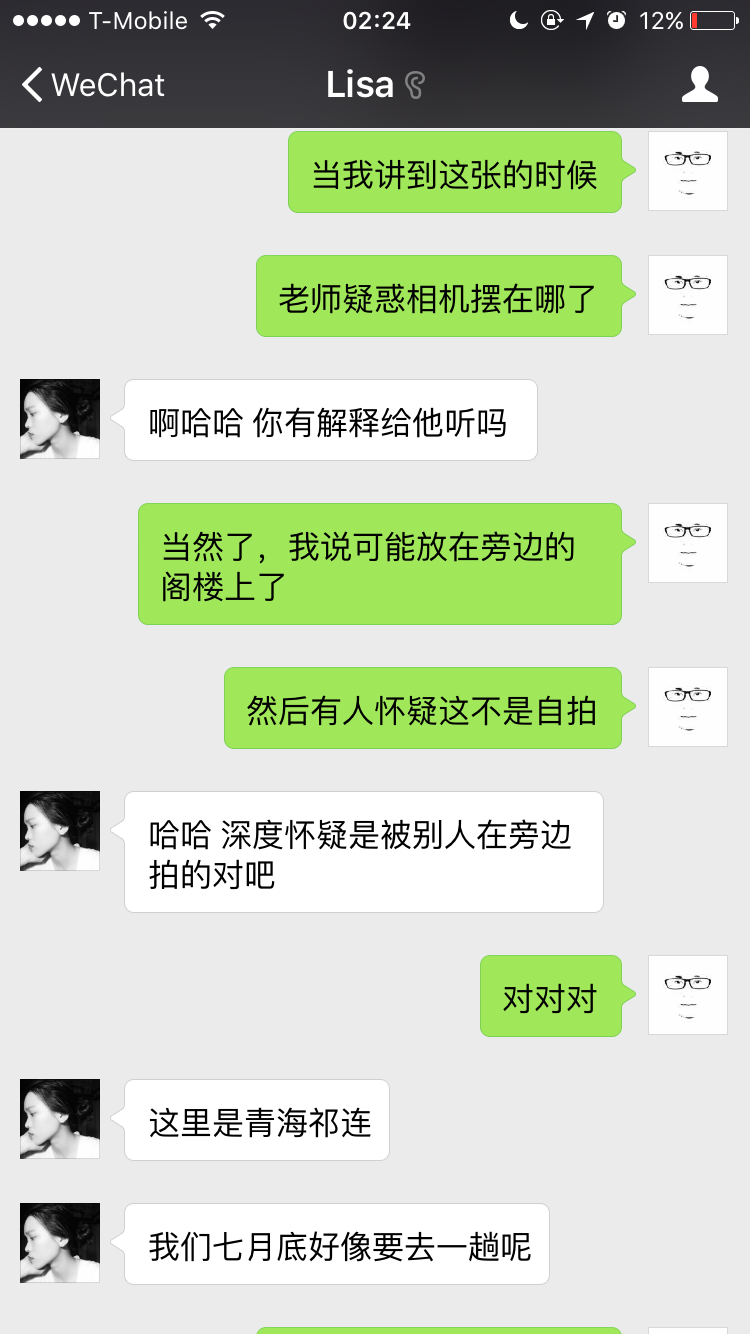 T-Mobile 02:24 12%
WeChat Lisa
当我讲到这张的时候
老师疑惑相机摆在哪了
啊哈哈 你有解释给他听吗
当然了，我说可能放在旁边的
阁楼上了
然后有人怀疑这不是自拍
哈哈 深度怀疑是被别人在旁边
拍的对吧
对对对
这里是青海祁连
我们七月底好像要去一趟呢